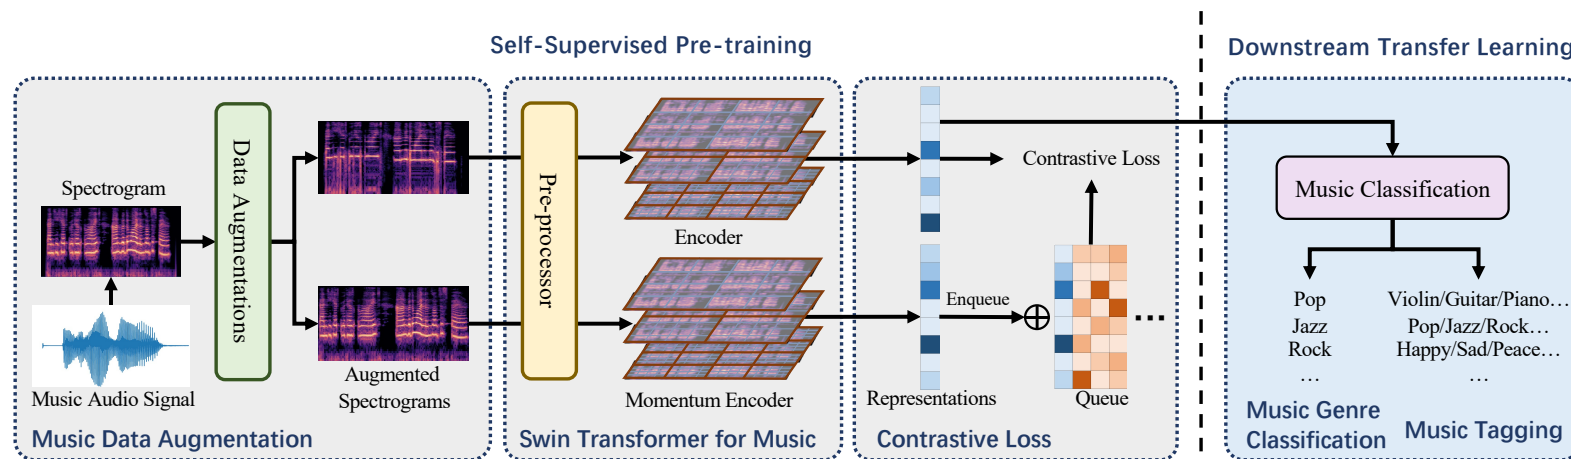 Self-Supervised Pre-training
Downstream Transfer Learning
Spectrogram
Music Audio Signal
Data Augmentations
Augmented
Spectrograms
Music Data Augmentation
Pre-processor
Encoder
Momentum Encoder
Swin Transformer for Music
Contrastive Loss
Enqueue
Representations
Queue
...
Contrastive Loss
Music Classification
Pop
Jazz
Rock
…
Music Genre
Classification
Violin/Guitar/Piano…
Pop/Jazz/Rock…
Happy/Sad/Peace…
…
Music Tagging